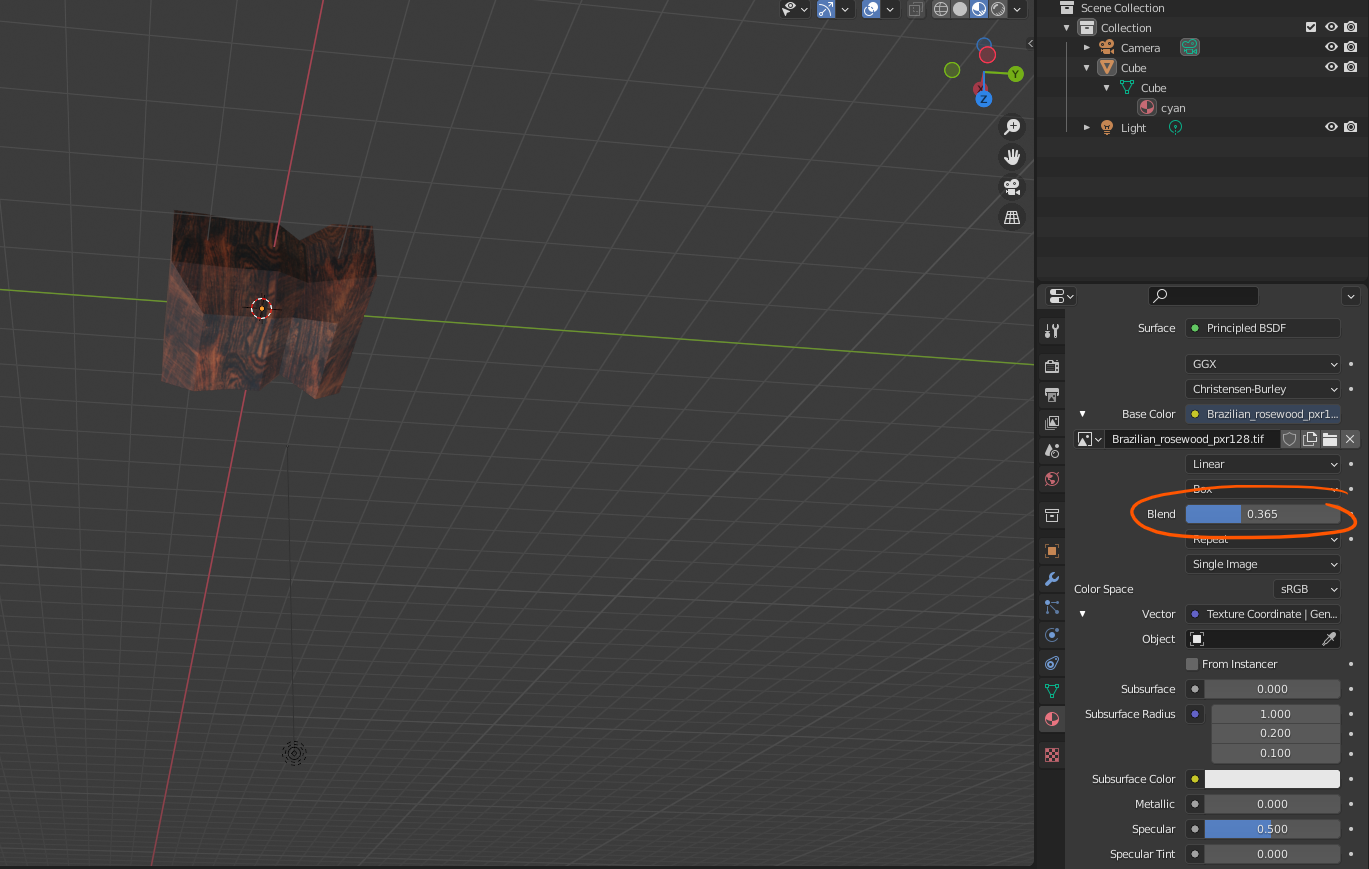 Scene Collection
Collection
Camera
Cube
Cube
cyan
Light
Y
X
Z
Surface Principled BSDF
GGX
Christensen-Burley
Base Color Brazilian_rosewood_pxr1...
Brazilian_rosewood_pxr128.tif
Linear
Box
Blend 0.365
Repeat
Single Image
Color Space sRGB
Vector Texture Coordinate | Gen...
Object
From Instancer
Subsurface 0.000
Subsurface Radius 1.000
0.200
0.100
Subsurface Color
Metallic 0.000
Specular 0.500
Specular Tint 0.000